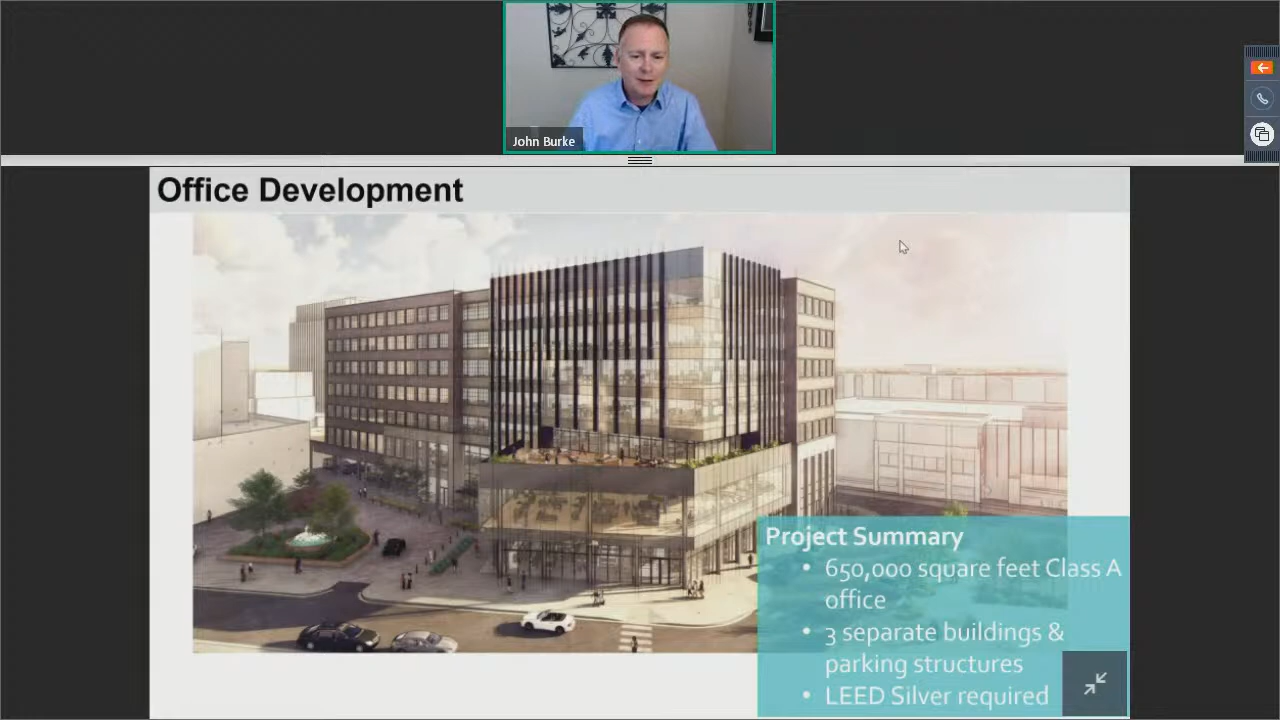 John Burke
Office Development
Project Summary
• 650,000 square feet Class A
office
• 3 separate buildings &
parking structures
• LEED Silver required